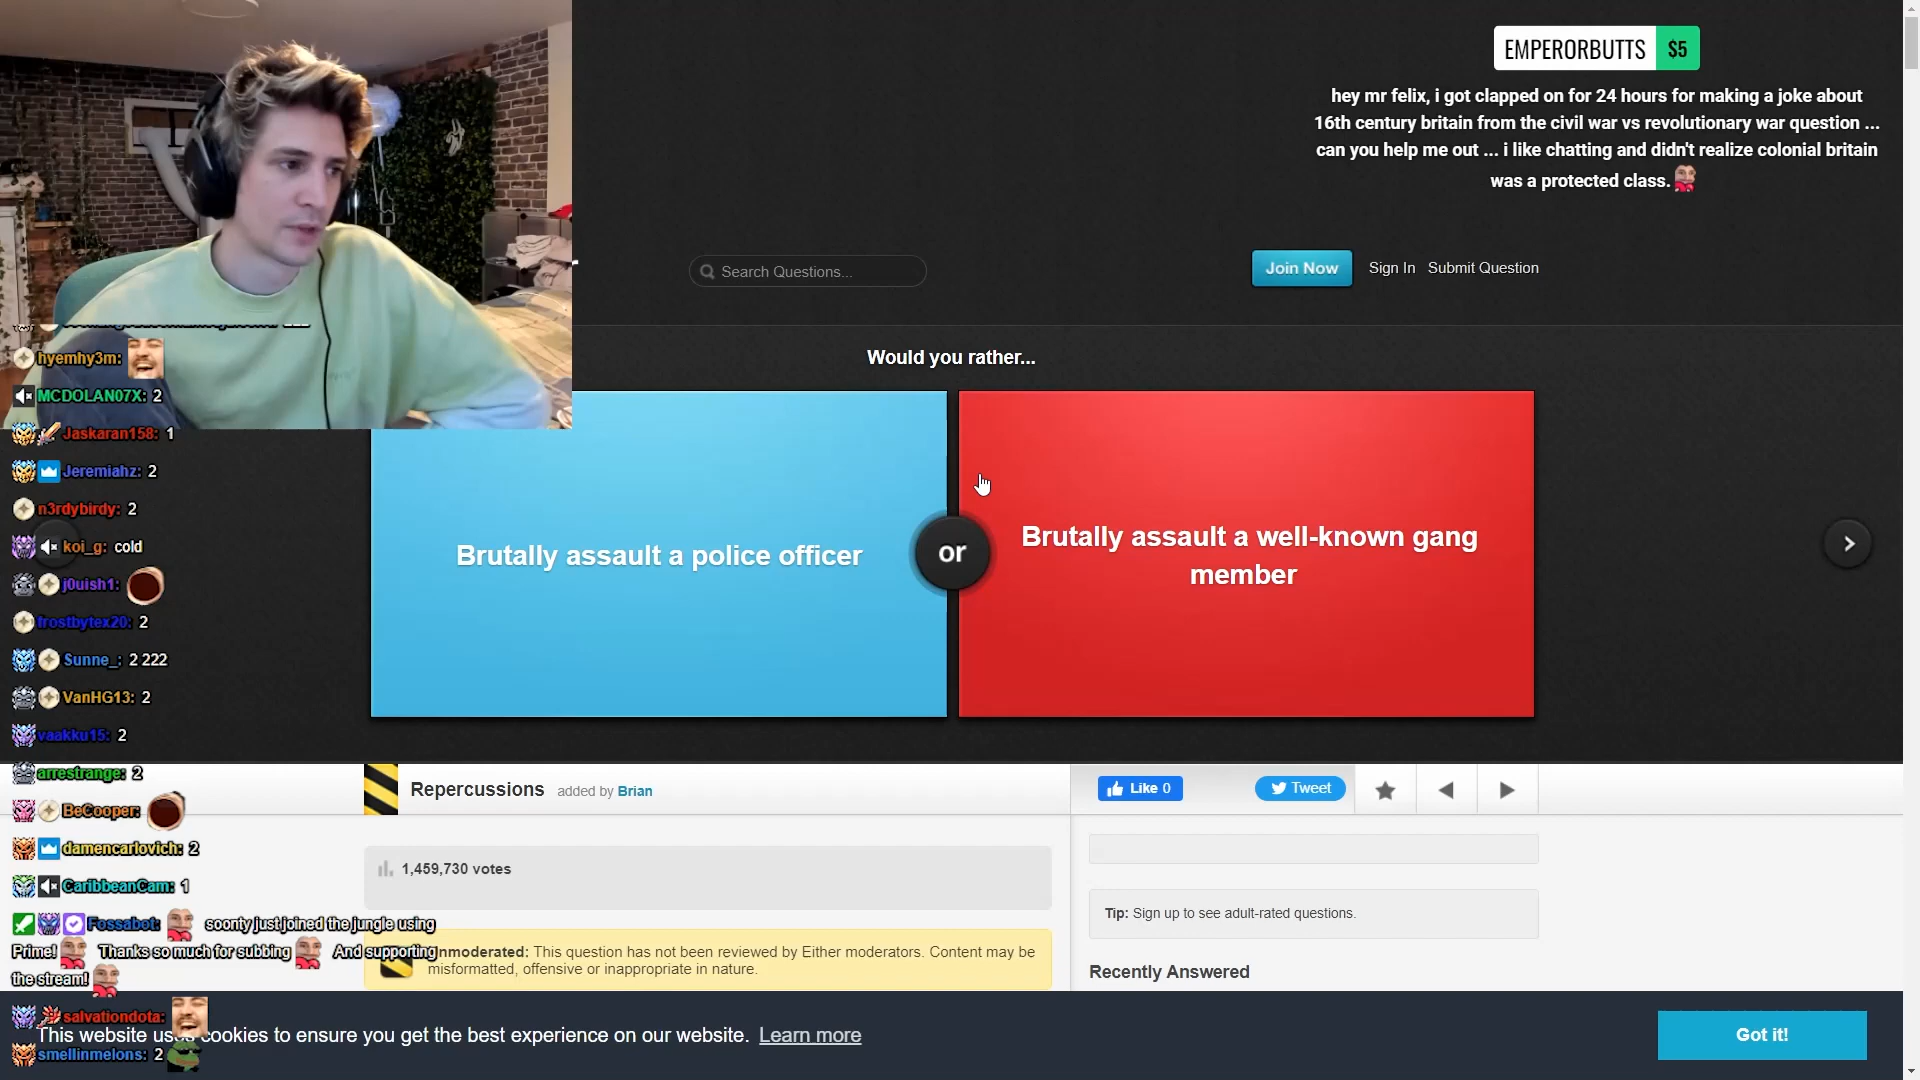 EMPERORBUTTS $5
hey mr felix, i got clapped on for 24 hours for making a joke about
16th century britain from the civil war vs revolutionary war question ...
can you help me out ... i like chatting and didn't realize colonial britain
was a protected class.
Search Questions...
Join Now Sign In Submit Question
Would you rather...
Brutally assault a police officer
or
Brutally assault a well-known gang
member
hyemhy3m:
MCDOLAN07X: 2
Jaskaran158: 1
Jeremiahz: 2
n3rdybirdy: 2
koi_g: cold
j0uish1:
frostbytex20: 2
Sunne_: 2 222
VanHG13: 2
vaakku15: 2
arrestrange: 2
BeCooper:
damencarlovich: 2
CaribbeanCam: 1
Fossabot: soonty just joined the jungle using
Prime! Thanks so much for subbing And supporting
the stream!
salvationdota:
smellinmelons: 2
Repercussions added by Brian
Like 0
Tweet
1,459,730 votes
Unmoderated: This question has not been reviewed by Either moderators. Content may be
misformatted, offensive or inappropriate in nature.
Tip: Sign up to see adult-rated questions.
Recently Answered
This website uses cookies to ensure you get the best experience on our website. Learn more
Got it!